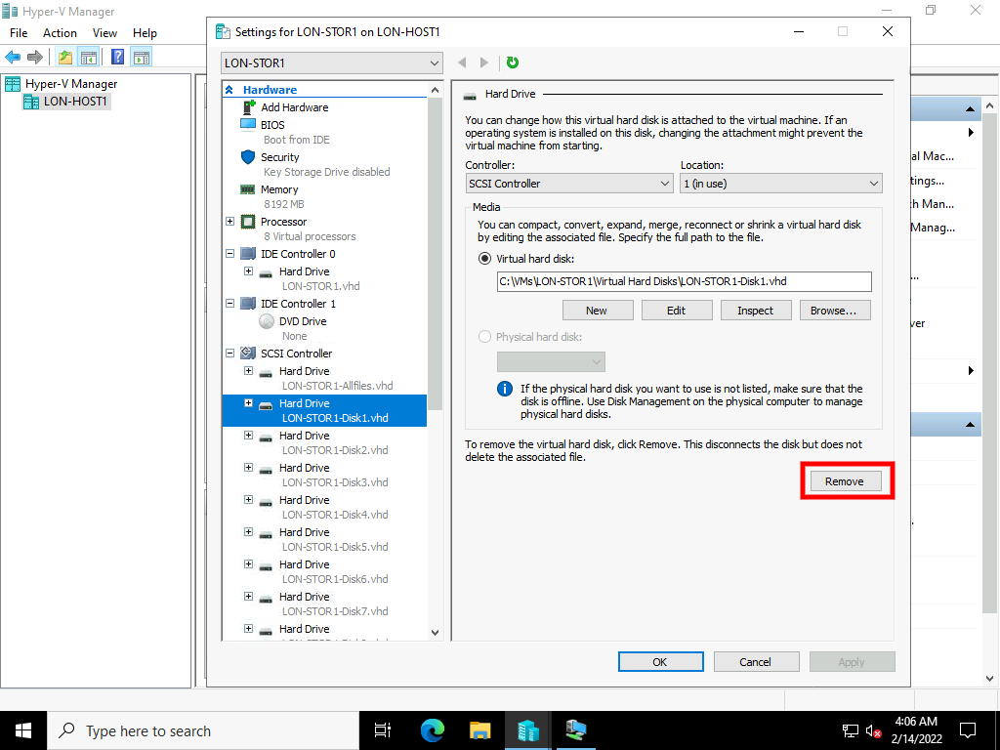 Hyper-V Manager
File Action View Help
Hyper-V Manager
LON-HOST1
Settings for LON-STOR1 on LON-HOST1
LON-STOR1
Hardware
Add Hardware
BIOS
Boot from IDE
Security
Key Storage Drive disabled
Memory
8192 MB
Processor
8 Virtual processors
IDE Controller 0
Hard Drive
LON-STOR1.vhd
IDE Controller 1
DVD Drive
None
SCSI Controller
Hard Drive
LON-STOR1-Allfiles.vhd
Hard Drive
LON-STOR1-Disk1.vhd
Hard Drive
LON-STOR1-Disk2.vhd
Hard Drive
LON-STOR1-Disk3.vhd
Hard Drive
LON-STOR1-Disk4.vhd
Hard Drive
LON-STOR1-Disk5.vhd
Hard Drive
LON-STOR1-Disk6.vhd
Hard Drive
LON-STOR1-Disk7.vhd
Hard Drive
Hard Drive
You can change how this virtual hard disk is attached to the virtual machine. If an
operating system is installed on this disk, changing the attachment might prevent the
virtual machine from starting.
Controller: Location:
SCSI Controller 1 (in use)
Media
You can compact, convert, expand, merge, reconnect or shrink a virtual hard disk
by editing the associated file. Specify the full path to the file.
Virtual hard disk:
C:\VMs\LON-STOR1\Virtual Hard Disks\LON-STOR1-Disk1.vhd
New Edit Inspect Browse...
Physical hard disk:
If the physical hard disk you want to use is not listed, make sure that the
disk is offline. Use Disk Management on the physical computer to manage
physical hard disks.
To remove the virtual hard disk, click Remove. This disconnects the disk but does not
delete the associated file.
Remove
OK Cancel Apply
al Mac...
tings...
h Man...
Manag...
...
ver
Type here to search
4:06 AM
2/14/2022